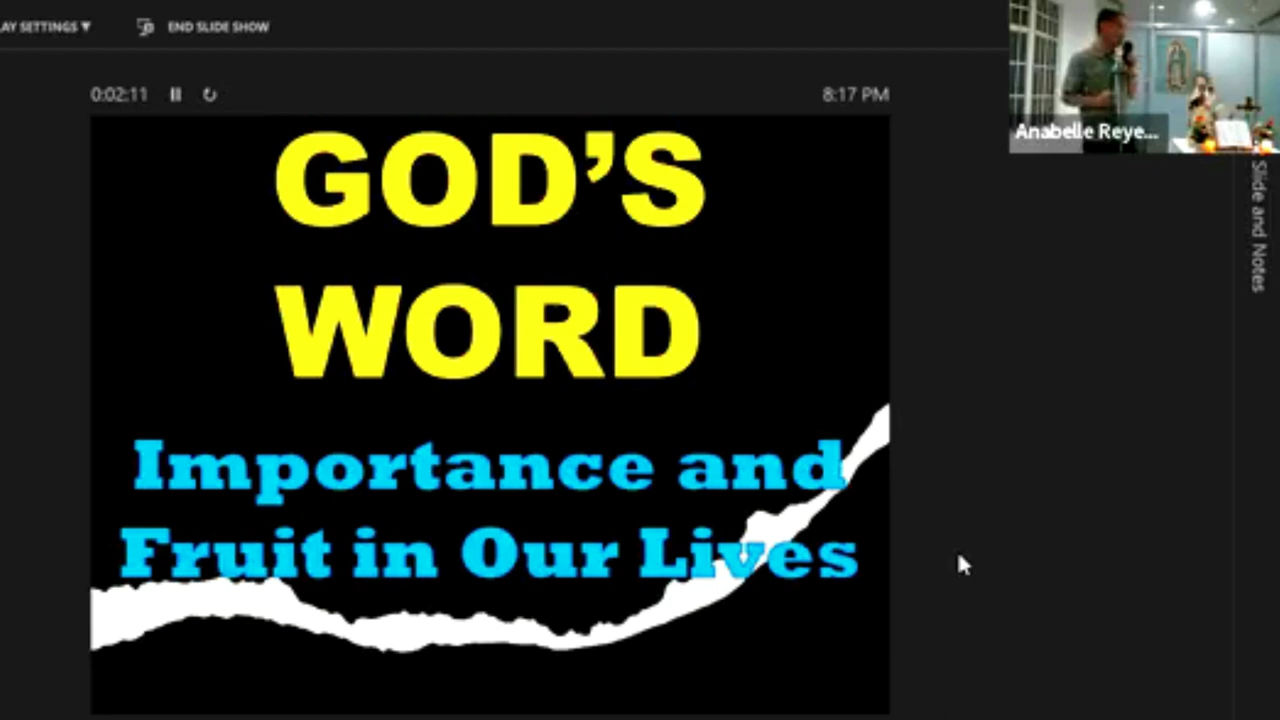 AY SETTINGS ▼ END SLIDE SHOW
0:02:11 8:17 PM
Anabelle Reye...
GOD'S
WORD
Importance and
Fruit in Our Lives
Slide and Notes